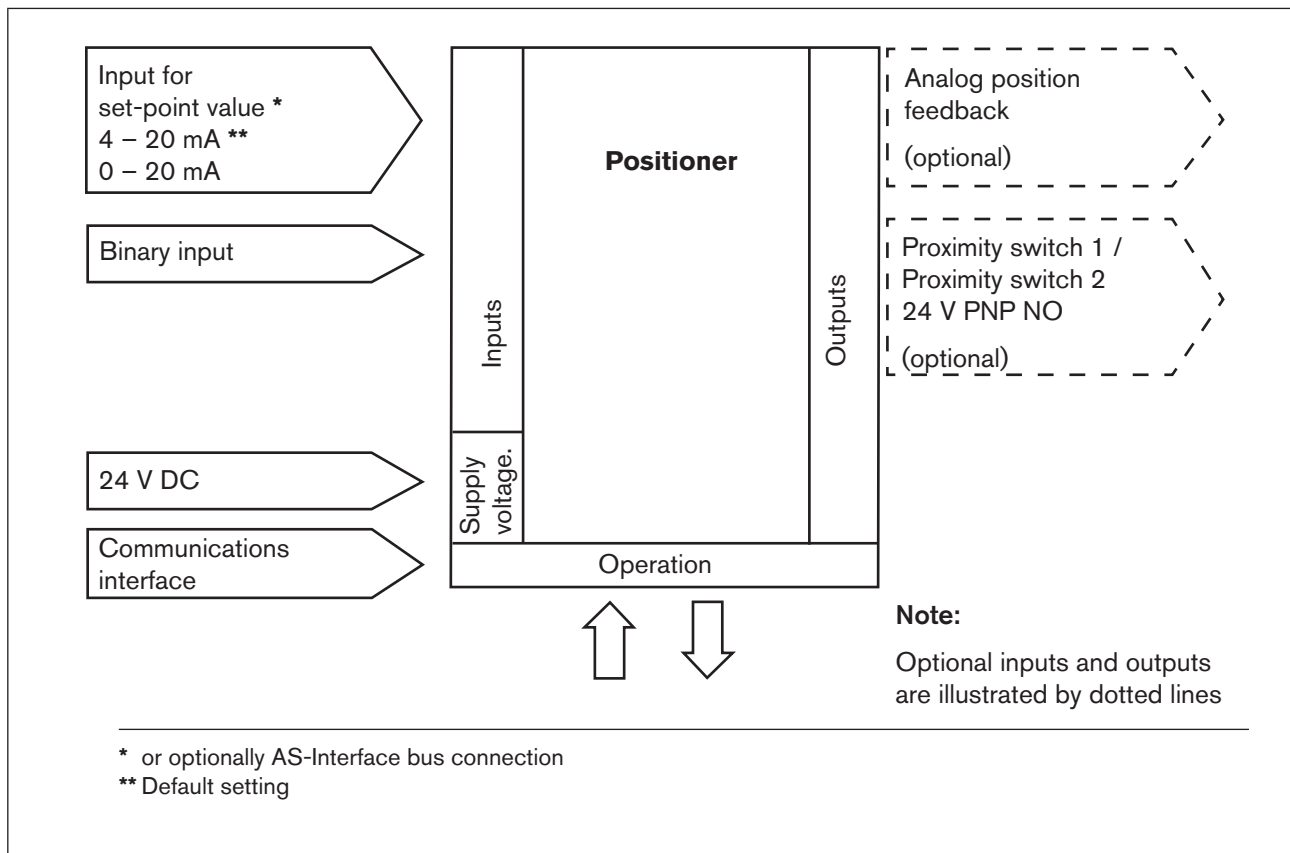 Input for
set-point value *
4 – 20 mA **
0 – 20 mA
Binary input
24 V DC
Communications
interface
Inputs
Supply
voltage.
Positioner
Outputs
Operation
Analog position
feedback
(optional)
Proximity switch 1 /
Proximity switch 2
24 V PNP NO
(optional)
Note:
Optional inputs and outputs
are illustrated by dotted lines
* or optionally AS-Interface bus connection
** Default setting